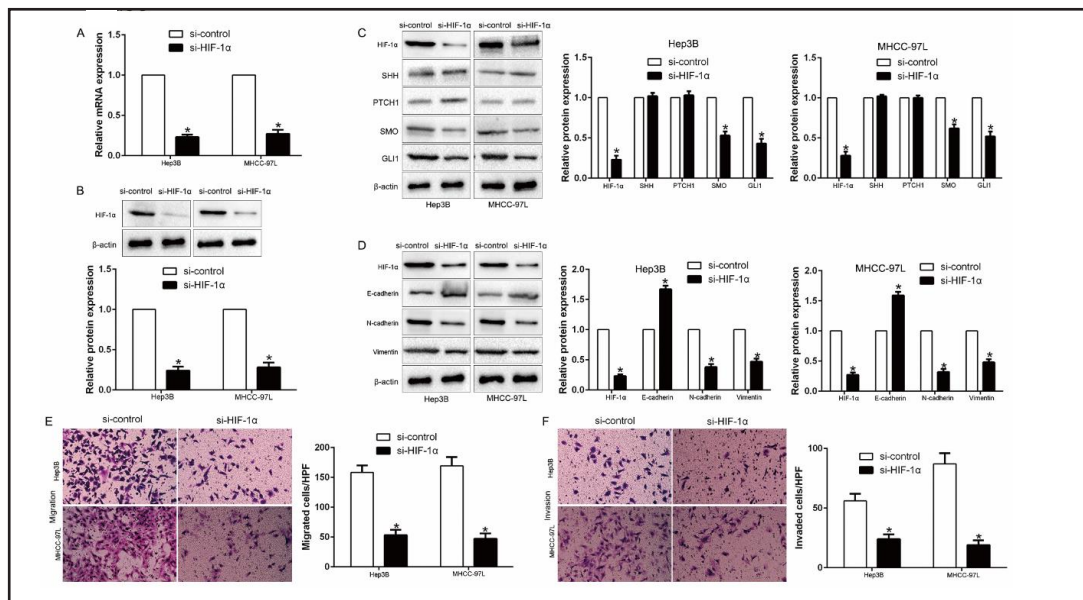 A
si-control
si-HIF-1α
Relative mRNA expression
1.5
1.0
0.5
0.0
*
*
Hep3B
MHCC-97L
B
si-control si-HIF-1α si-control si-HIF-1α
HIF-1α
β-actin
si-control
si-HIF-1α
Relative protein expression
1.5
1.0
0.5
0.0
*
*
Hep3B
MHCC-97L
C
si-control si-HIF-1α si-control si-HIF-1α
HIF-1α
SHH
PTCH1
SMO
GLI1
β-actin
Hep3B
MHCC-97L
Hep3B
si-control
si-HIF-1α
Relative protein expression
1.5
1.0
0.5
0.0
*
*
*
HIF-1α SHH PTCH1 SMO GLI1
MHCC-97L
si-control
si-HIF-1α
Relative protein expression
1.5
1.0
0.5
0.0
*
*
*
HIF-1α SHH PTCH1 SMO GLI1
D
si-control si-HIF-1α si-control si-HIF-1α
HIF-1α
E-cadherin
N-cadherin
Vimentin
β-actin
Hep3B
MHCC-97L
Hep3B
si-control
si-HIF-1α
Relative protein expression
2.0
1.5
1.0
0.5
0.0
*
*
*
*
HIF-1α E-cadherin N-cadherin Vimentin
MHCC-97L
si-control
si-HIF-1α
Relative protein expression
2.0
1.5
1.0
0.5
0.0
*
*
*
*
HIF-1α E-cadherin N-cadherin Vimentin
E
si-control
si-HIF-1α
Hep3B
Migration
MHCC-97L
si-control
si-HIF-1α
Migrated cells/HPF
200
150
100
50
0
*
*
Hep3B
MHCC-97L
F
si-control
si-HIF-1α
Hep3B
Invasion
MHCC-97L
si-control
si-HIF-1α
Invaded cells/HPF
100
50
0
*
*
Hep3B
MHCC-97L